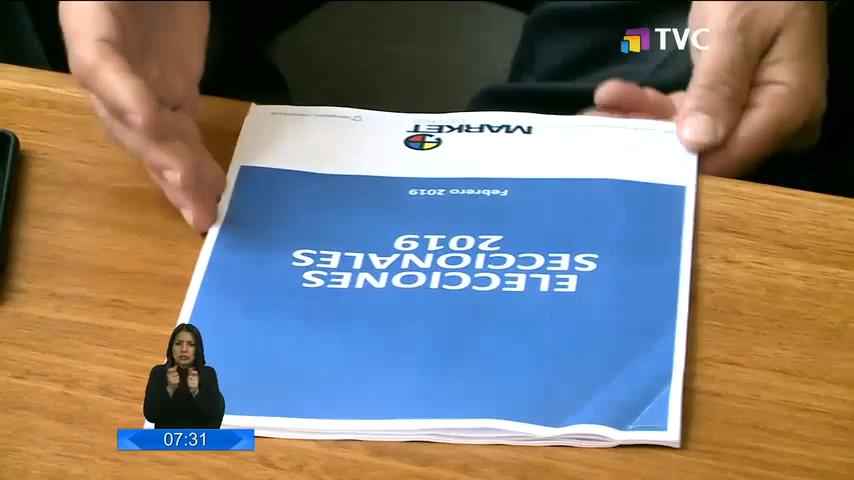 TVC
MARKET
Febrero 2019
ELECCIONES
SECCIONALES
2019
07:31